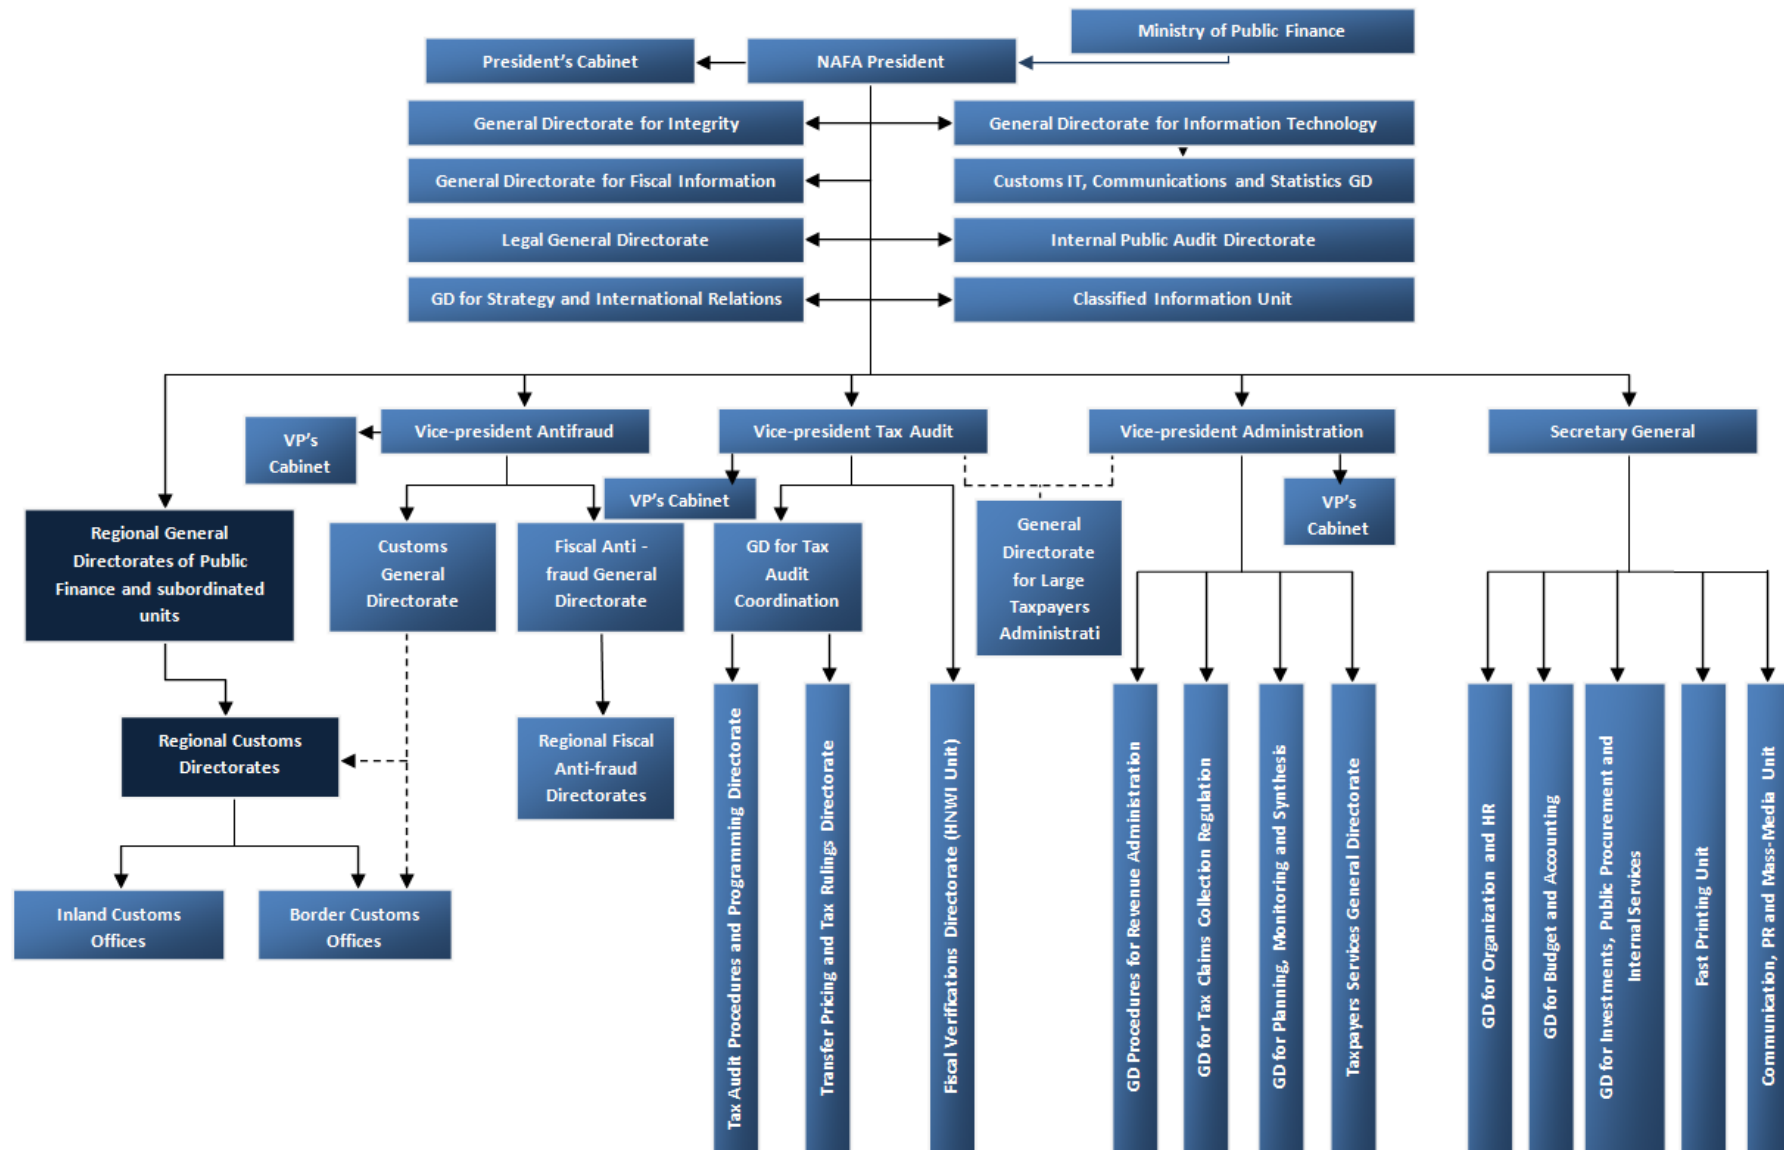 Ministry of Public Finance
President's Cabinet
NAFA President
General Directorate for Integrity
General Directorate for Information Technology
General Directorate for Fiscal Information
Customs IT, Communications and Statistics GD
Legal General Directorate
Internal Public Audit Directorate
GD for Strategy and International Relations
Classified Information Unit
VP's
Cabinet
Vice-president Antifraud
Vice-president Tax Audit
Vice-president Administration
Secretary General
VP's Cabinet
VP's
Cabinet
Regional General
Directorates of Public
Finance and subordinated
units
Customs
General
Directorate
Fiscal Anti -
fraud General
Directorate
GD for Tax
Audit
Coordination
General
Directorate
for Large
Taxpayers
Administrati
Regional Customs
Directorates
Regional Fiscal
Anti-fraud
Directorates
Inland Customs
Offices
Border Customs
Offices
Tax Audit Procedures and Programming Directorate
Transfer Pricing and Tax Rulings Directorate
Fiscal Verifications Directorate (HNWI Unit)
GD Procedures for Revenue Administration
GD for Tax Claims Collection Regulation
GD for Planning, Monitoring and Synthesis
Taxpayers Services General Directorate
GD for Organization and HR
GD for Budget and Accounting
GD for Investments, Public Procurement and
Internal Services
Fast Printing Unit
Communication, PR and Mass-Media Unit